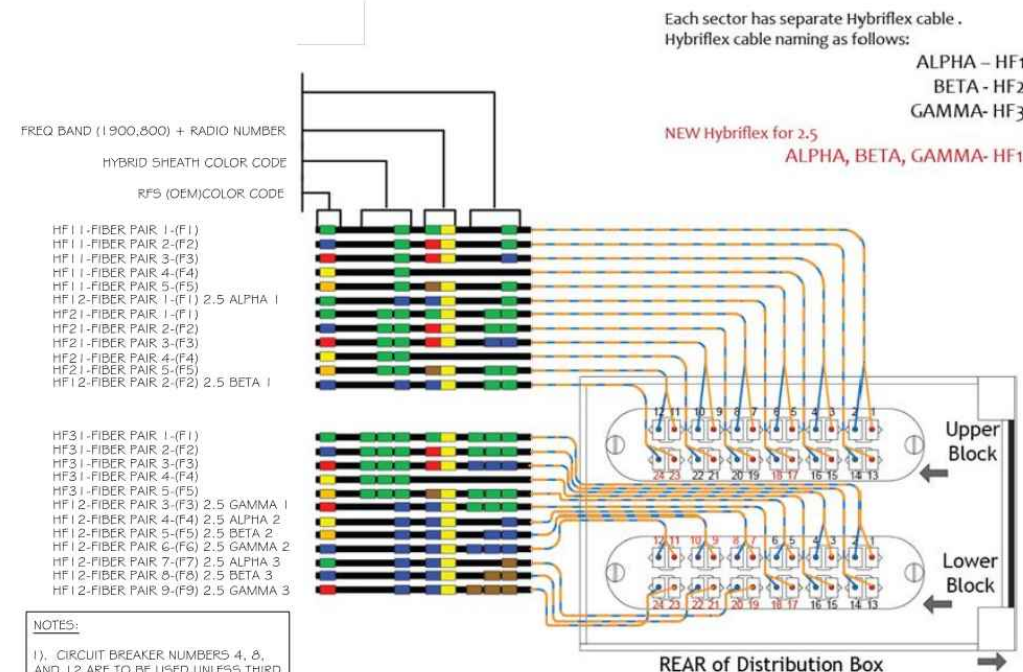 Each sector has separate Hybriflex cable .
Hybriflex cable naming as follows:
ALPHA – HF1
BETA - HF2
GAMMA- HF3
NEW Hybriflex for 2.5
ALPHA, BETA, GAMMA- HF1
FREQ BAND (1900,800) + RADIO NUMBER
HYBRID SHEATH COLOR CODE
RFS (OEM)COLOR CODE
HF11-FIBER PAIR 1-(F1)
HF11-FIBER PAIR 2-(F2)
HF11-FIBER PAIR 3-(F3)
HF11-FIBER PAIR 4-(F4)
HF11-FIBER PAIR 5-(F5)
HF12-FIBER PAIR 1-(F1) 2.5 ALPHA 1
HF21-FIBER PAIR 1-(F1)
HF21-FIBER PAIR 2-(F2)
HF21-FIBER PAIR 3-(F3)
HF21-FIBER PAIR 4-(F4)
HF21-FIBER PAIR 5-(F5)
HF12-FIBER PAIR 2-(F2) 2.5 BETA 1
12 11 10 9 8 7 6 5 4 3 2 1
24 23 22 21 20 19 18 17 16 15 14 13
Upper
Block
HF31-FIBER PAIR 1-(F1)
HF31-FIBER PAIR 2-(F2)
HF31-FIBER PAIR 3-(F3)
HF31-FIBER PAIR 4-(F4)
HF31-FIBER PAIR 5-(F5)
HF12-FIBER PAIR 3-(F3) 2.5 GAMMA 1
HF12-FIBER PAIR 4-(F4) 2.5 ALPHA 2
HF12-FIBER PAIR 5-(F5) 2.5 BETA 2
HF12-FIBER PAIR 6-(F6) 2.5 GAMMA 2
HF12-FIBER PAIR 7-(F7) 2.5 ALPHA 3
HF12-FIBER PAIR 8-(F8) 2.5 BETA 3
HF12-FIBER PAIR 9-(F9) 2.5 GAMMA 3
12 11 10 9 8 7 6 5 4 3 2 1
24 23 22 21 20 19 18 17 16 15 14 13
Lower
Block
REAR of Distribution Box
NOTES:
1). CIRCUIT BREAKER NUMBERS 4, 8,
AND 12 ARE TO BE USED UNLESS THIRD